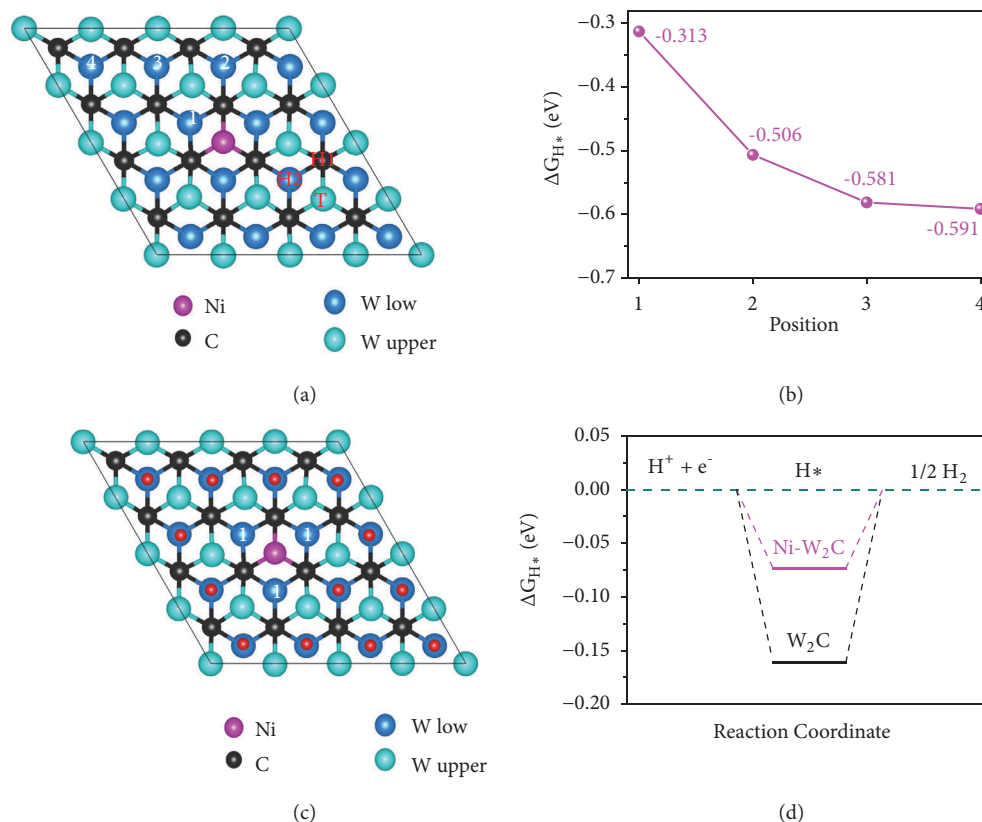 4 3 2
1
H1
H2
T
Ni
W low
C
W upper
(a)
−0.3
−0.4
−0.5
−0.6
−0.7
ΔG_H* (eV)
-0.313
-0.506
-0.581
-0.591
1 2 3 4
Position
(b)
1 1
1
Ni
W low
C
W upper
(c)
0.05
0.00
−0.05
−0.10
−0.15
−0.20
ΔG_H* (eV)
H⁺ + e⁻
H*
1/2 H₂
Ni-W₂C
W₂C
Reaction Coordinate
(d)